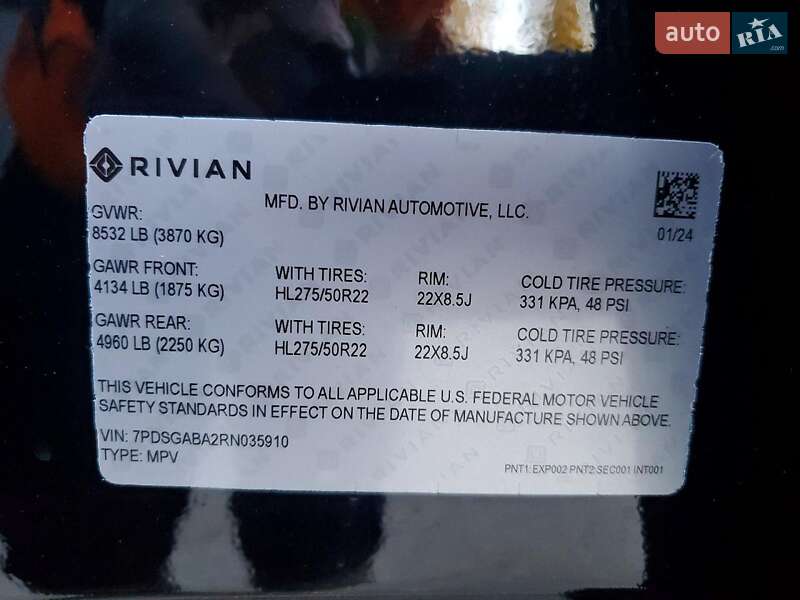 auto RIA
.com
RIVIAN
MFD. BY RIVIAN AUTOMOTIVE, LLC.
01/24
GVWR:
8532 LB (3870 KG)
GAWR FRONT: WITH TIRES: RIM: COLD TIRE PRESSURE:
4134 LB (1875 KG) HL275/50R22 22X8.5J 331 KPA, 48 PSI
GAWR REAR: WITH TIRES: RIM: COLD TIRE PRESSURE:
4960 LB (2250 KG) HL275/50R22 22X8.5J 331 KPA, 48 PSI
THIS VEHICLE CONFORMS TO ALL APPLICABLE U.S. FEDERAL MOTOR VEHICLE
SAFETY STANDARDS IN EFFECT ON THE DATE OF MANUFACTURE SHOWN ABOVE.
VIN: 7PDSGABA2RN035910
TYPE: MPV
PNT1: EXP002 PNT2:SEC001 INT001